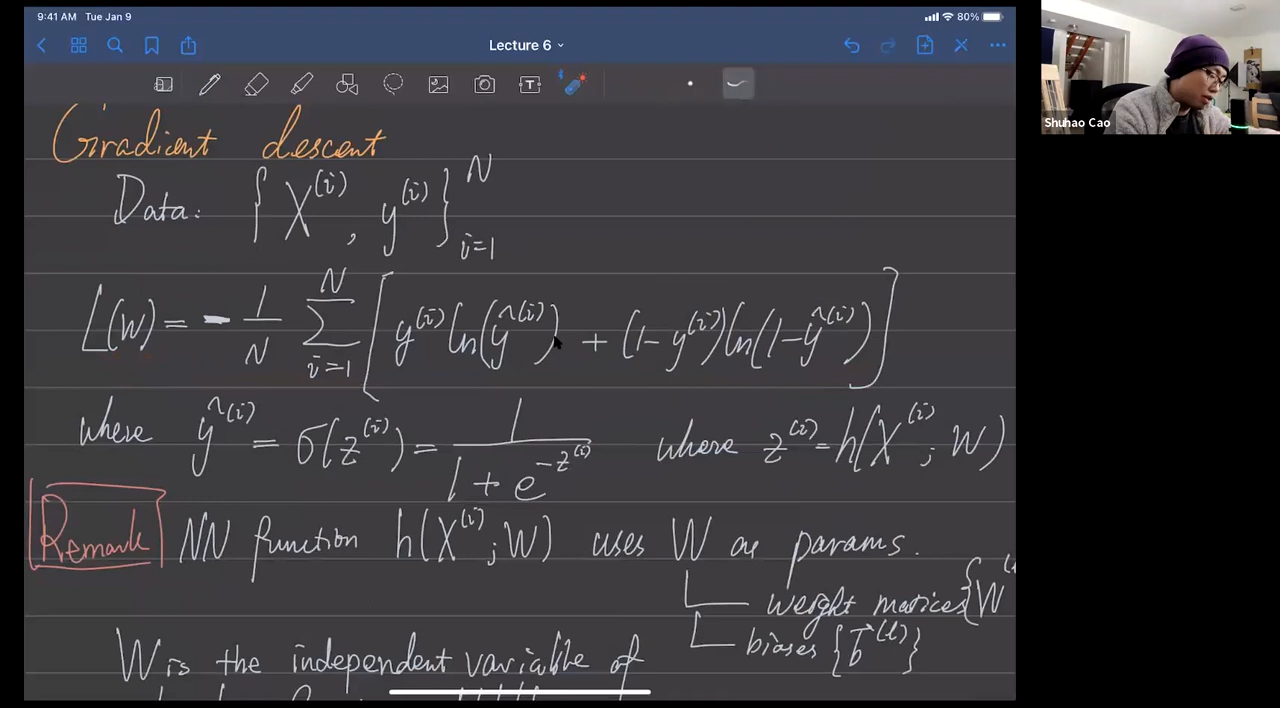 9:41 AM Tue Jan 9
80%
Lecture 6
Shuhao Cao
Gradient descent
Data: { X^(i), y^(i) }_{i=1}^N
L(W) = - 1/N ∑_{i=1}^N [ y^(i) ln(ŷ^(i)) + (1 - y^(i)) ln(1 - ŷ^(i)) ]
where ŷ^(i) = σ(z^(i)) = 1/(1 + e^{-z^(i)}) where z^(i) = h(X^(i); W)
Remark NN function h(X^(i); W) uses W as params.
weight matices {W
biases {b⃗^(l)}
W is the independent variable of